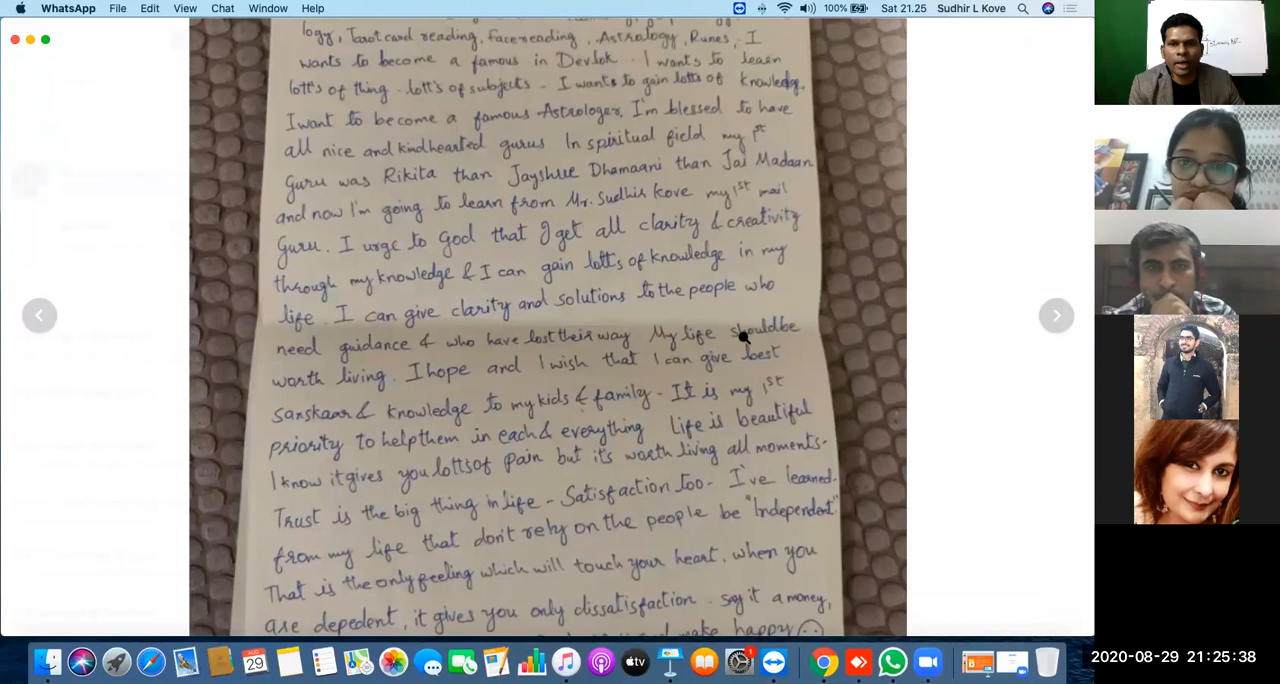 WhatsApp File Edit View Chat Window Help 100% Sat 21.25 Sudhir L Kove
logy, Tarot card reading, Face reading, Astrology, Runes, I
wants to become a famous in Devlok. I wants to learn
lott's of thing - lott's of subjects - I wants to gain lotts of knowledge.
I want to become a famous Astrologer. I'm blessed to have
all nice and kindhearted gurus In spiritual field my 1st
Guru was Rikita than Jayshree Dhamaani than Jai Madaan
and now I'm going to learn from Mr. Sudhir Kove my 1st mail
Guru. I urge to God that I get all clarity & creativity
through my knowledge & I can gain lotts of knowledge in my
life. I can give clarity and solutions to the people who
need guidance & who have lost their way My life should be
worth living. I hope and I wish that I can give best
Sanskaar & knowledge to my kids & family - It is my 1st
priority to help them in each & everything Life is beautiful
I know it gives you lotts of Pain but it's worth living all moments.
Trust is the big thing in life - Satisfaction too - I've learned
from my life that don't rely on the people be "Independent"
That is the only feeling which will touch your heart, when you
are depedent, it gives you only dissatisfaction. Say it a money,
make happy
AUG
29
tv
1
2020-08-29 21:25:38